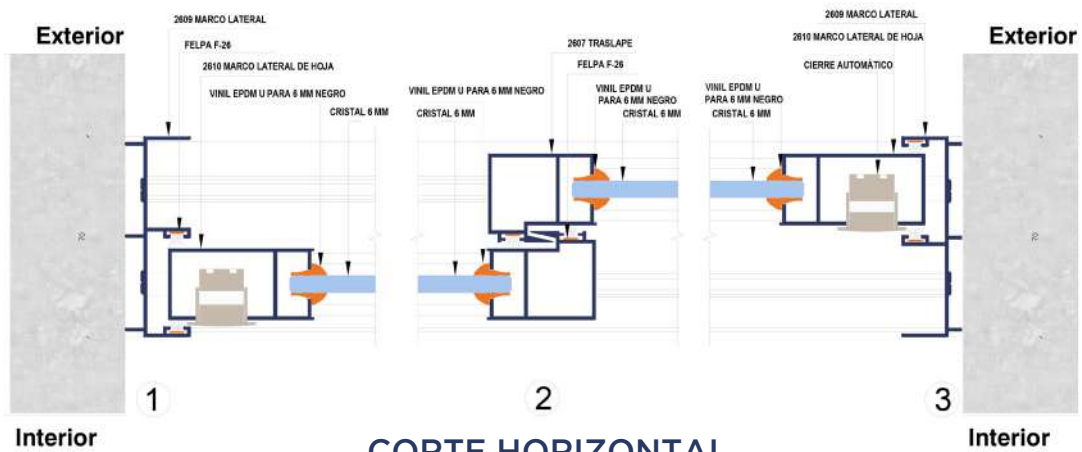 Exterior
2609 MARCO LATERAL
FELPA F-26
2610 MARCO LATERAL DE HOJA
VINIL EPDM U PARA 6 MM NEGRO
CRISTAL 6 MM
VINIL EPDM U PARA 6 MM NEGRO
CRISTAL 6 MM
2607 TRASLAPE
FELPA F-26
VINIL EPDM U
PARA 6 MM NEGRO
CRISTAL 6 MM
VINIL EPDM U
PARA 6 MM NEGRO
CRISTAL 6 MM
2609 MARCO LATERAL
2610 MARCO LATERAL DE HOJA
CIERRE AUTOMÁTICO
Exterior
1
2
3
Interior
CORTE HORIZONTAL
Interior